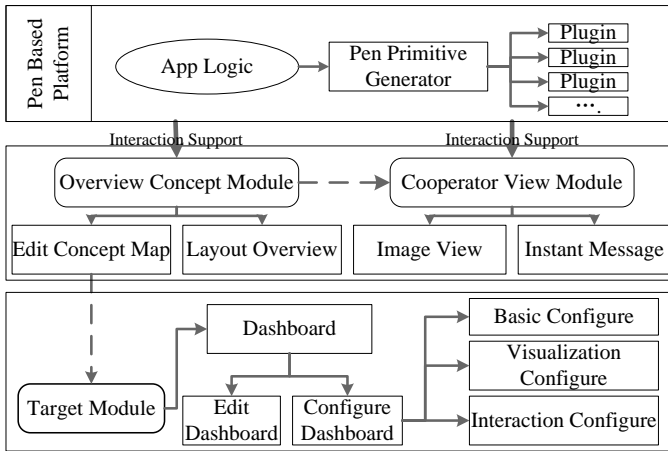 Pen Based
Platform
App Logic
Pen Primitive
Generator
Plugin
Plugin
Plugin
….
Interaction Support
Interaction Support
Overview Concept Module
Cooperator View Module
Edit Concept Map
Layout Overview
Image View
Instant Message
Target Module
Dashboard
Edit
Dashboard
Configure
Dashboard
Basic Configure
Visualization
Configure
Interaction Configure